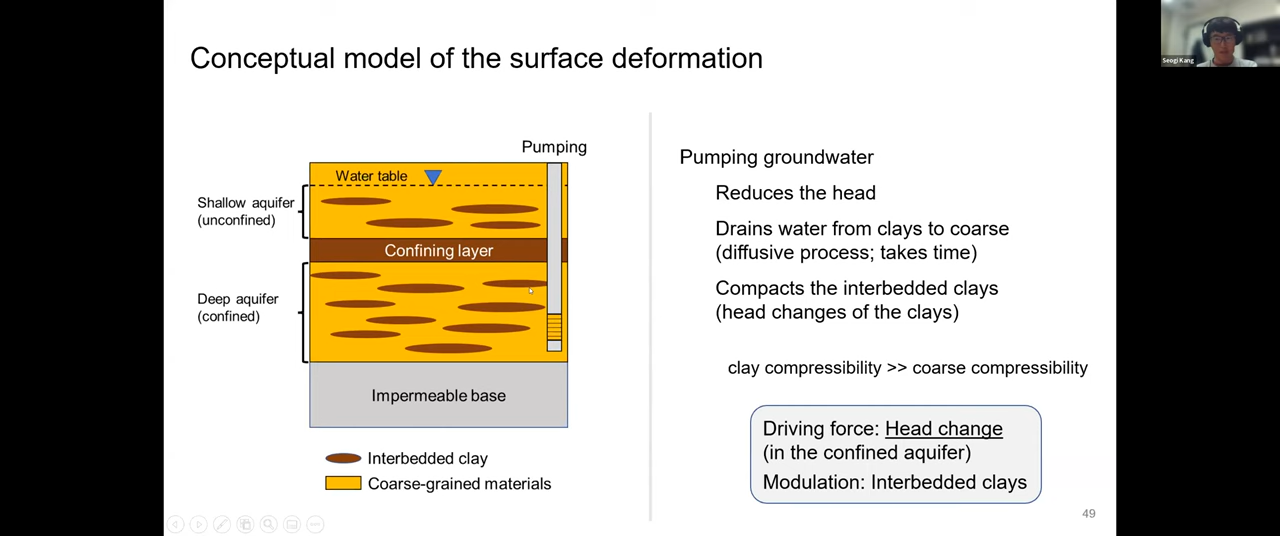 Conceptual model of the surface deformation
Seogi Kang
Pumping
Water table
Shallow aquifer
(unconfined)
Confining layer
Deep aquifer
(confined)
Impermeable base
Interbedded clay
Coarse-grained materials
Pumping groundwater
Reduces the head
Drains water from clays to coarse
(diffusive process; takes time)
Compacts the interbedded clays
(head changes of the clays)
clay compressibility >> coarse compressibility
Driving force: Head change
(in the confined aquifer)
Modulation: Interbedded clays
49